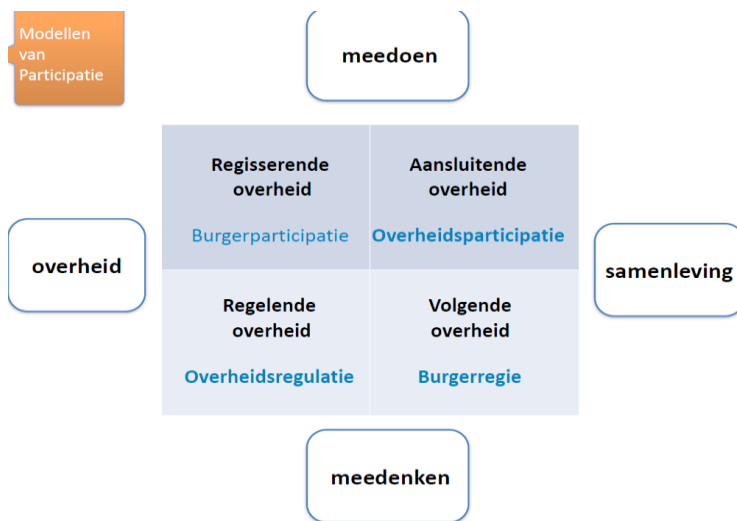 Modellen
van
Participatie
meedoen
Regisserende
overheid
Burgerparticipatie
Aansluitende
overheid
Overheidsparticipatie
overheid
samenleving
Regelende
overheid
Overheidsregulatie
Volgende
overheid
Burgerregie
meedenken